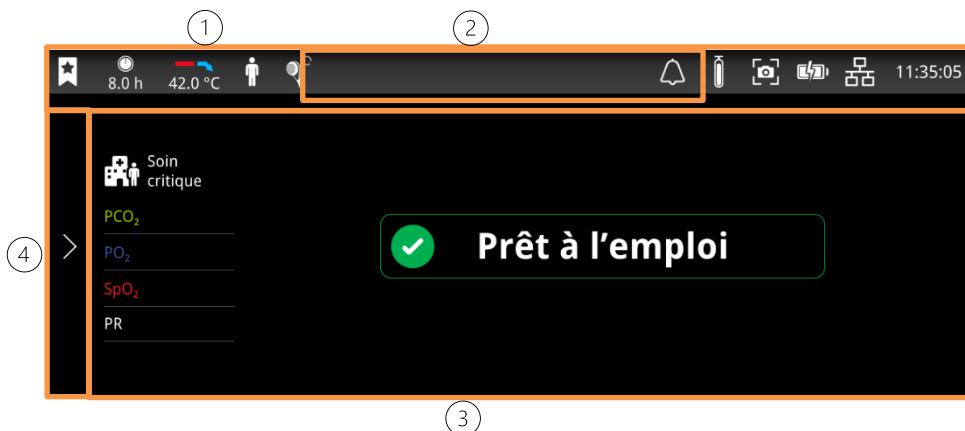 1
2
8.0 h
42.0 °C
11:35:05
Soin
critique
PCO₂
PO₂
SpO₂
PR
Prêt à l'emploi
4
3